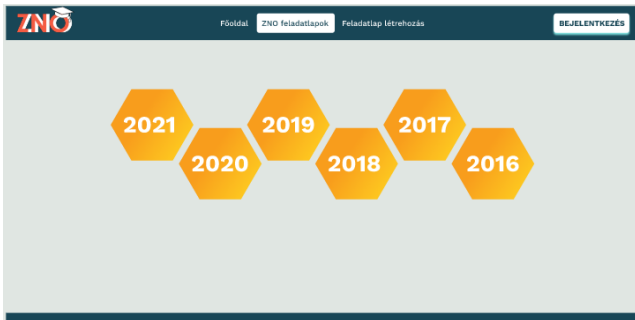 ZNO
Főoldal ZNO feladatlapok Feladatlap létrehozás BEJELENTKEZÉS
2021 2019 2017
2020 2018 2016